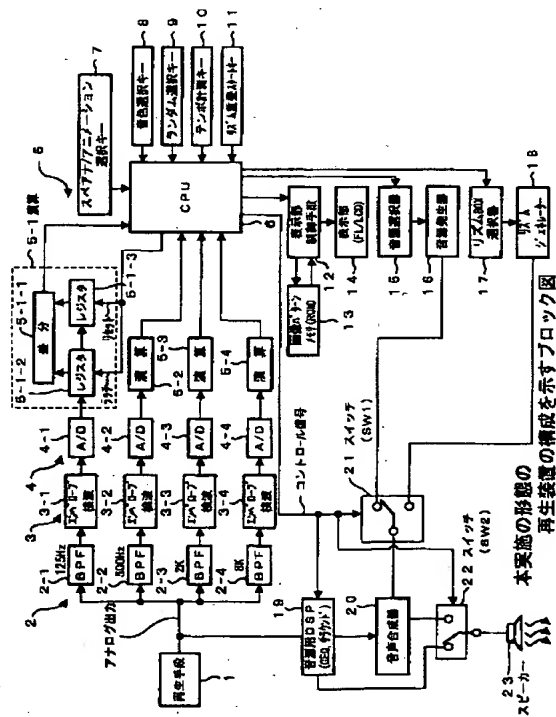 再生手段
1
アナログ出力
2
2-1
125Hz
BPF
2-2
500Hz
BPF
2-3
2K
BPF
2-4
8K
BPF
3
3-1
エンベロープ
検波
3-2
エンベロープ
検波
3-3
エンベロープ
検波
3-4
エンベロープ
検波
4
4-1
A/D
4-2
A/D
4-3
A/D
4-4
A/D
5-1演算
5-1-1
差分
5-1-2
レジスタ
5-1-3
レジスタ
5-2
演算
5-3
演算
5-4
演算
5
CPU
6
スペアナ/アニメーション
選択キー
7
音色選択キー
8
ランダム選択キー
9
テンポ計測キー
10
リズム重畳スタートキー
11
表示部
制御手段
12
画像パターン
メモリ(ROM)
13
表示部
(FL/LCD)
14
音源選択器
15
音源発生器
16
リズムBOX
選択器
17
リズム
ジェネレーター
18
コントロール信号
音源用DSP
(GEQ,サラウンド)
19
音声合成器
20
21 スイッチ
(SW1)
22 スイッチ
(SW2)
23
スピーカー
本実施の形態の
再生装置の構成を示すブロック図